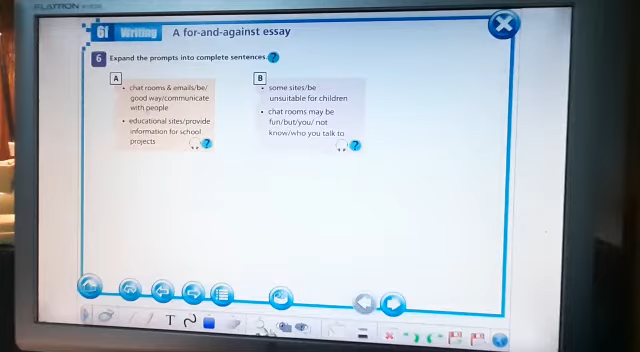 FLATRON
6i Writing A for-and-against essay
6 Expand the prompts into complete sentences. ?
A
• chat rooms & emails/be/
good way/communicate
with people
• educational sites/provide
information for school
projects
?
B
• some sites/be
unsuitable for children
• chat rooms may be
fun/but/you/ not
know/who you talk to
?
T